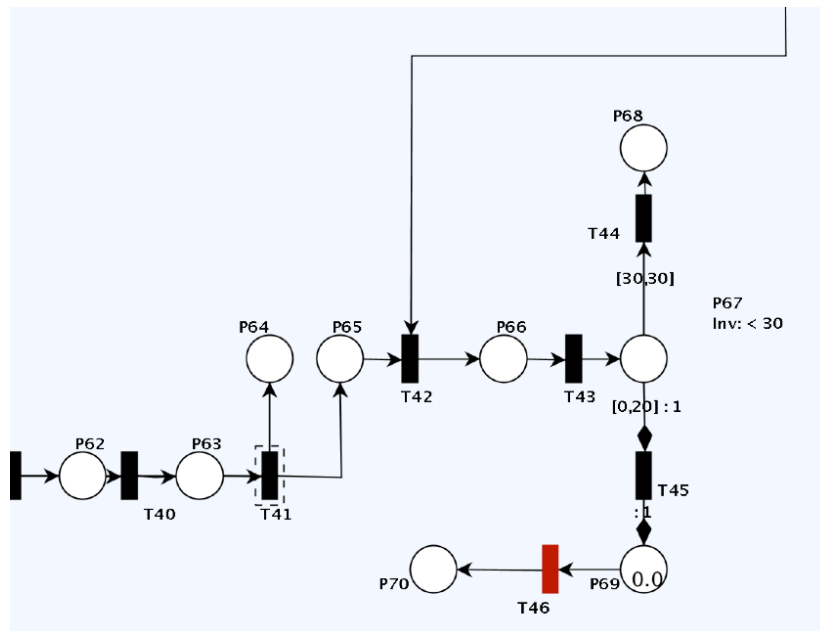 P68
T44
[30,30]
P67
Inv: < 30
P64
P65
P66
T42
T43
[0,20] : 1
P62
P63
T40
T41
T45
: 1
P70
P69
0.0
T46